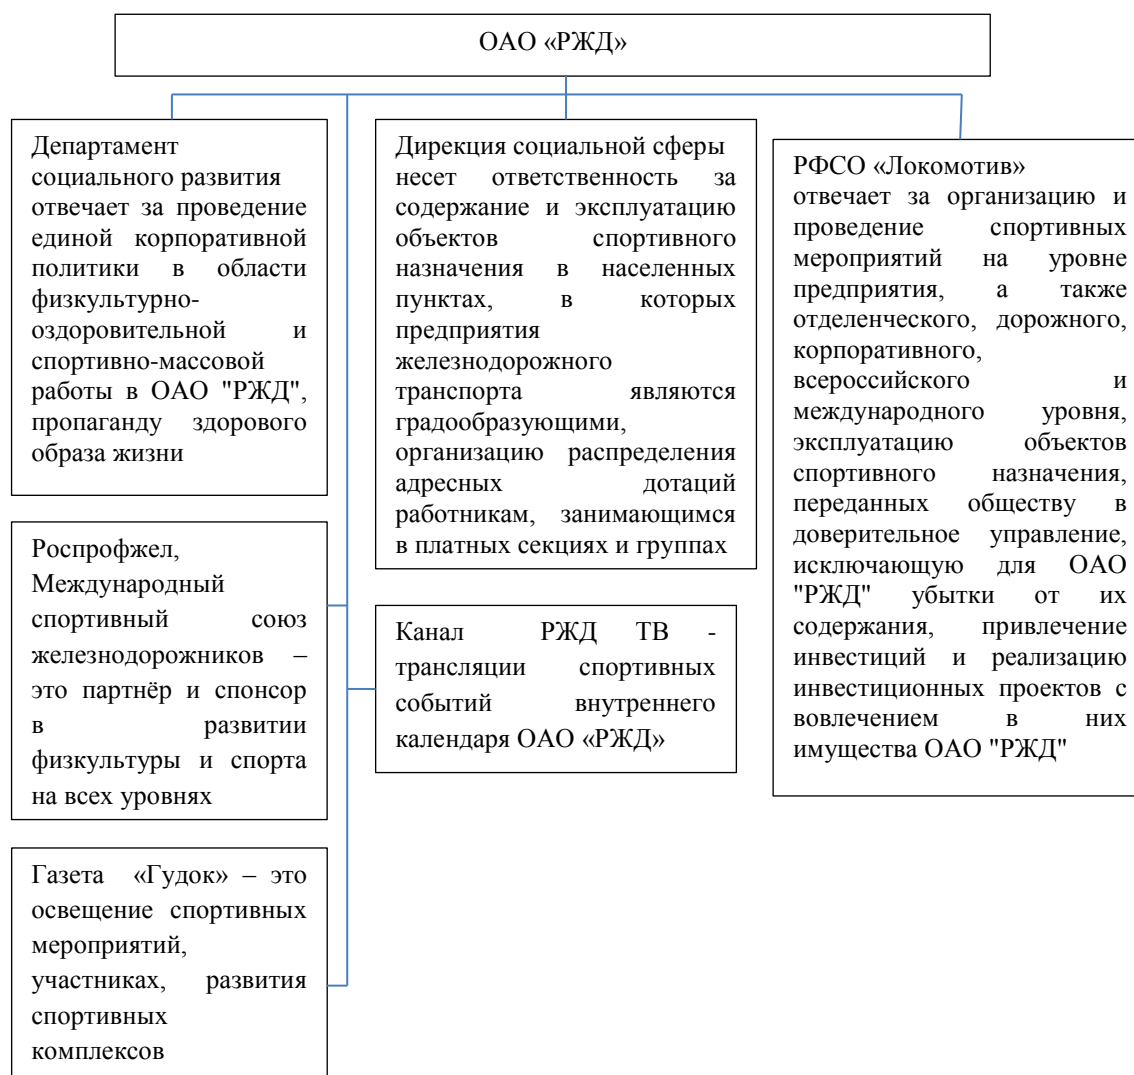 ОАО «РЖД»
Департамент
социального развития
отвечает за проведение
единой корпоративной
политики в области
физкультурно-
оздоровительной и
спортивно-массовой
работы в ОАО "РЖД",
пропаганду здорового
образа жизни
Дирекция социальной сферы
несет ответственность за
содержание и эксплуатацию
объектов спортивного
назначения в населенных
пунктах, в которых
предприятия
железнодорожного
транспорта являются
градообразующими,
организацию распределения
адресных дотаций
работникам, занимающимся
в платных секциях и группах
РФСО «Локомотив»
отвечает за организацию и
проведение спортивных
мероприятий на уровне
предприятия, а также
отделенческого, дорожного,
корпоративного,
всероссийского и
международного уровня,
эксплуатацию объектов
спортивного назначения,
переданных обществу в
доверительное управление,
исключающую для ОАО
"РЖД" убытки от их
содержания, привлечение
инвестиций и реализацию
инвестиционных проектов с
вовлечением в них
имущества ОАО "РЖД"
Роспрофжел,
Международный
спортивный союз
железнодорожников –
это партнёр и спонсор
в развитии
физкультуры и спорта
на всех уровнях
Канал РЖД ТВ -
трансляции спортивных
событий внутреннего
календаря ОАО «РЖД»
Газета «Гудок» – это
освещение спортивных
мероприятий,
участниках, развития
спортивных
комплексов